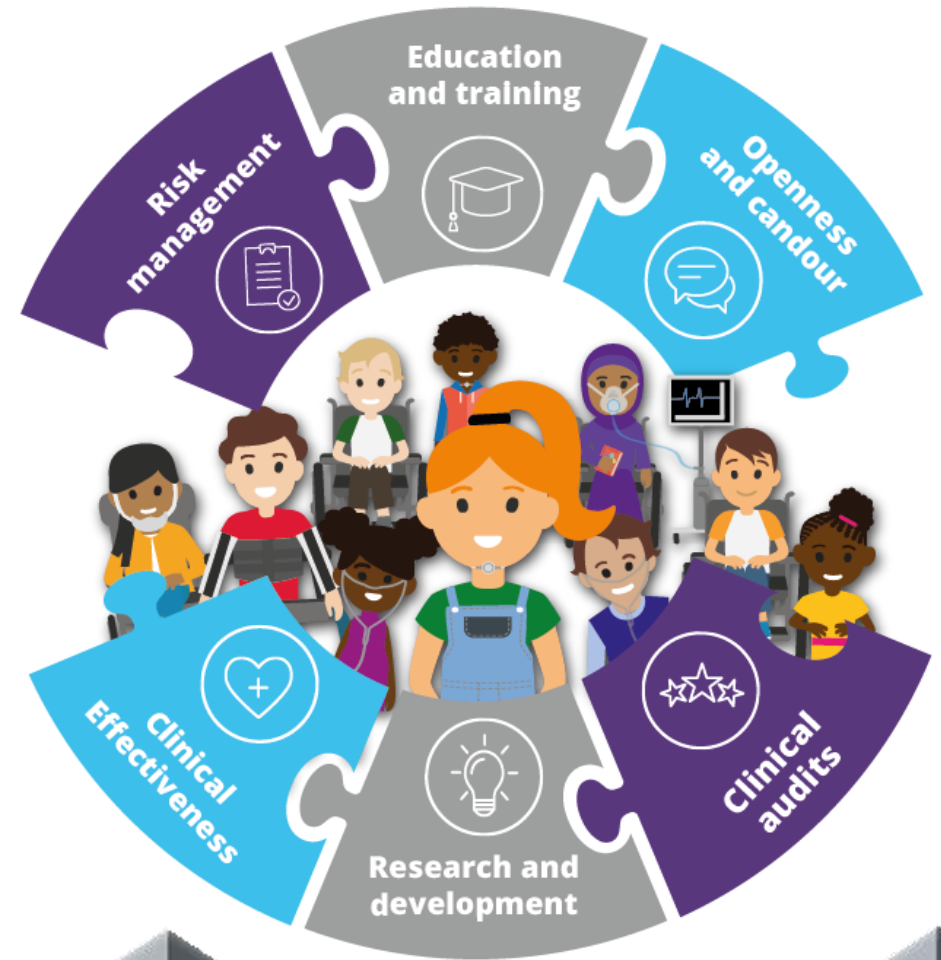 Education
and training
Openness
and candour
Clinical
audits
Research and
development
Clinical
Effectiveness
Risk
management